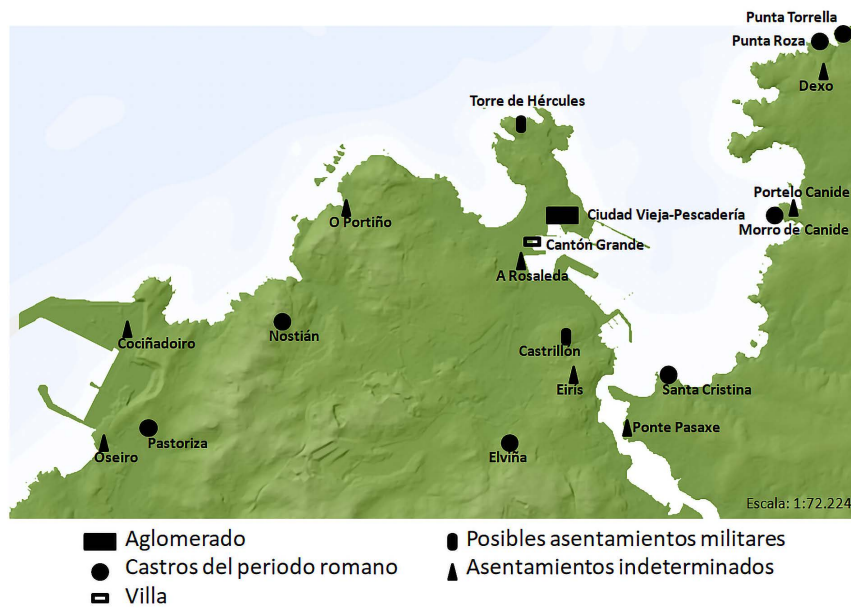 Punta Torrella
Punta Roza
Dexo
Torre de Hércules
Portelo Canide
O Portiño
Ciudad Vieja-Pescadería
Morro de Canide
Cantón Grande
A Rosaleda
Cociñadoiro
Nostián
Castrillón
Eiris
Santa Cristina
Ponte Pasaxe
Pastoriza
Oseiro
Elviña
Escala: 1:72.224
Aglomerado
Castros del periodo romano
Villa
Posibles asentamientos militares
Asentamientos indeterminados